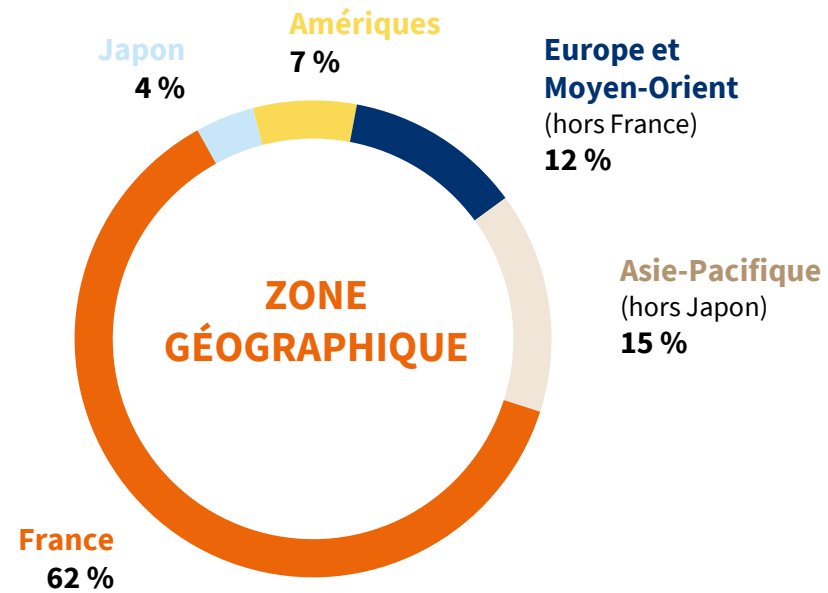 Amériques
7 %
Japon
4 %
Europe et
Moyen-Orient
(hors France)
12 %
Asie-Pacifique
(hors Japon)
15 %
ZONE
GÉOGRAPHIQUE
France
62 %